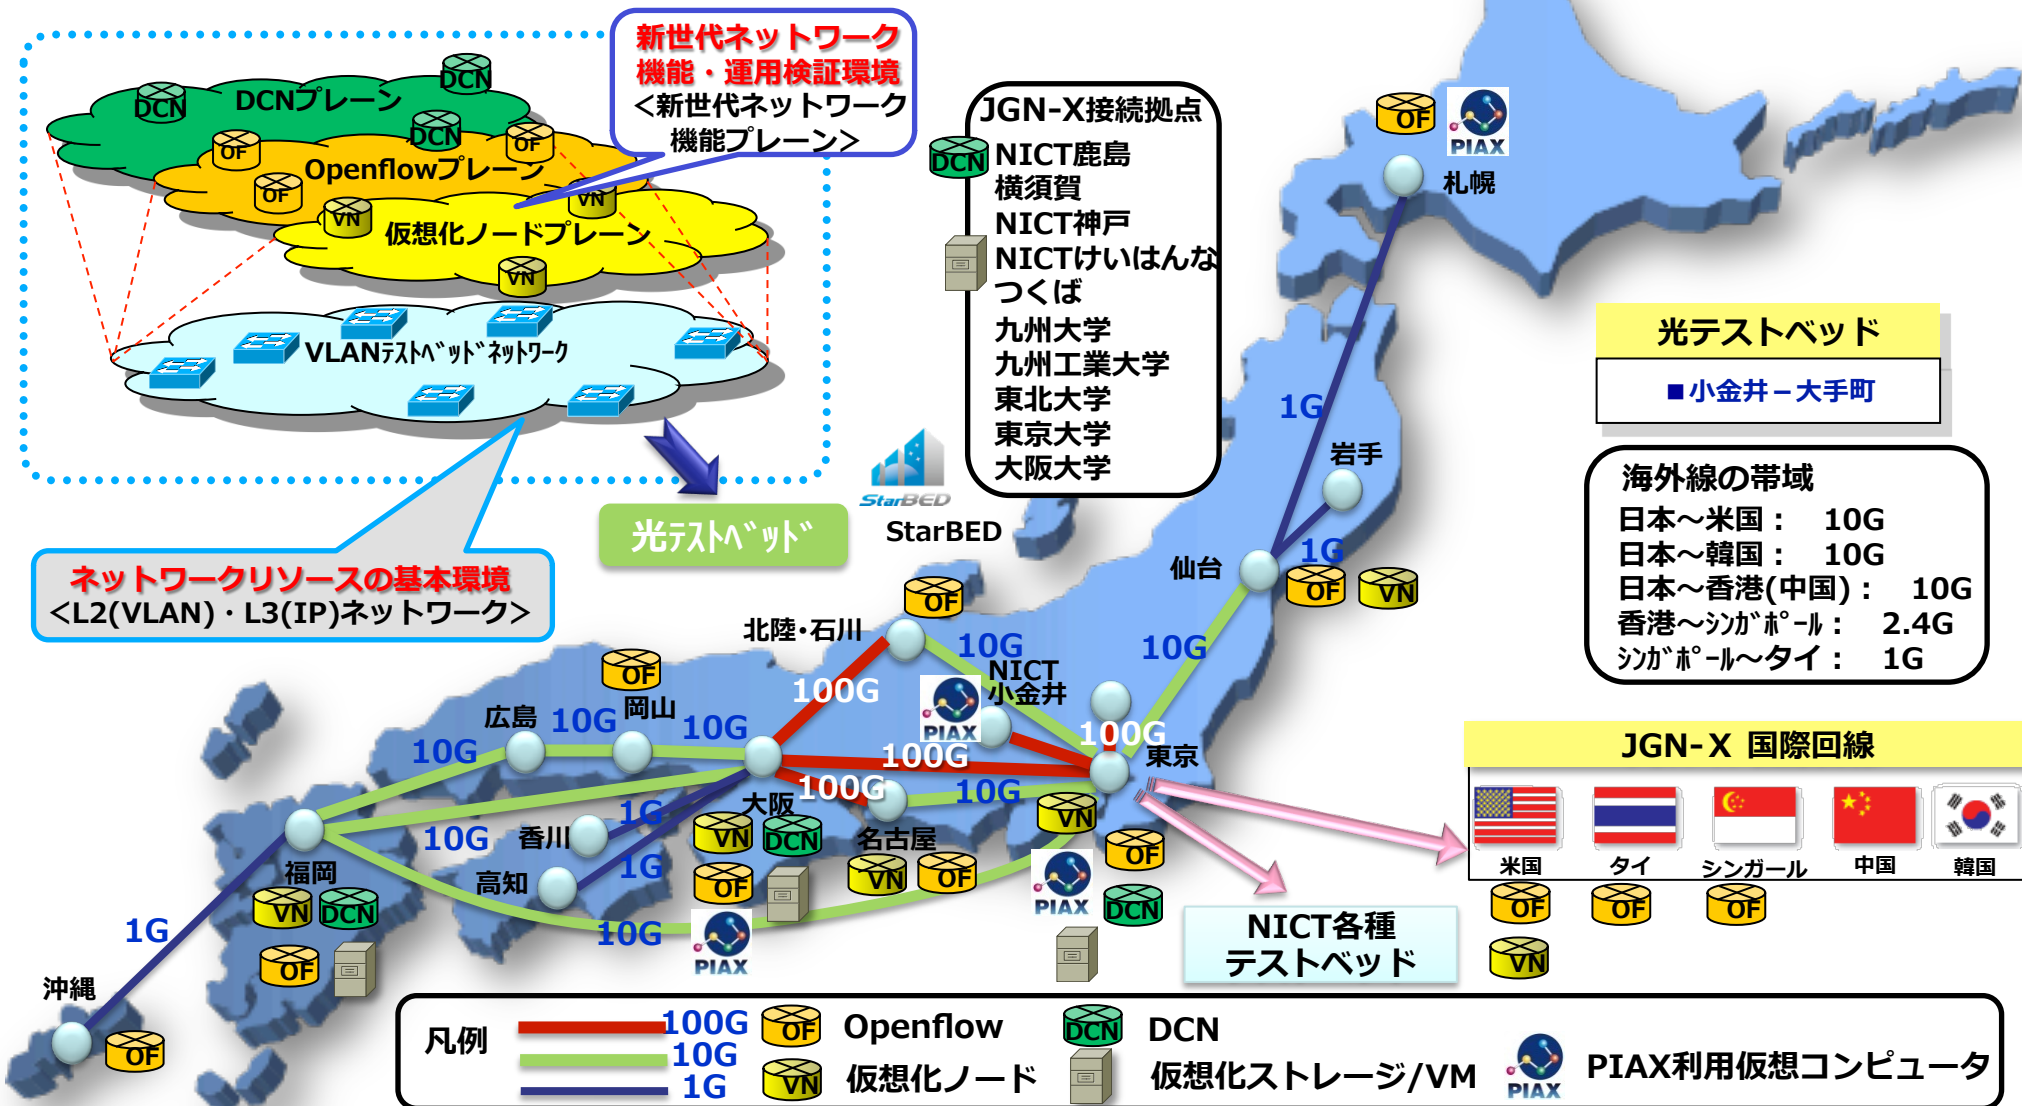 新世代ネットワーク
機能・運用検証環境
<新世代ネットワーク
機能プレーン>
DCN
DCN
DCNプレーン
DCN
OF
OF
Openflowプレーン
OF
VN
VN
仮想化ノードプレーン
VN
VLANﾃｽﾄﾍﾞｯﾄﾞﾈｯﾄﾜｰｸ
ネットワークリソースの基本環境
<L2(VLAN)・L3(IP)ネットワーク>
光ﾃｽﾄﾍﾞｯﾄﾞ
StarBED
StarBED
JGN-X接続拠点
DCN
NICT鹿島
横須賀
NICT神戸
NICTけいはんな
つくば
九州大学
九州工業大学
東北大学
東京大学
大阪大学
OF
PIAX
札幌
1G
岩手
1G
仙台
OF
VN
10G
光テストベッド
■小金井－大手町
海外線の帯域
日本～米国： 10G
日本～韓国： 10G
日本～香港(中国)： 10G
香港～ｼﾝｶﾞﾎﾟｰﾙ： 2.4G
ｼﾝｶﾞﾎﾟｰﾙ～タイ： 1G
OF
北陸・石川
10G
100G
NICT
小金井
PIAX
100G
東京
100G
OF
岡山
広島
10G
10G
10G
100G
10G
大阪
1G
香川
10G
1G
高知
VN
DCN
OF
PIAX
名古屋
VN
OF
VN
OF
PIAX
DCN
福岡
VN
DCN
OF
10G
1G
沖縄
OF
NICT各種
テストベッド
JGN-X 国際回線
米国
タイ
シンガール
中国
韓国
OF
OF
OF
VN
凡例
100G
10G
1G
OF
Openflow
VN
仮想化ノード
DCN
DCN
仮想化ストレージ/VM
PIAX
PIAX利用仮想コンピュータ